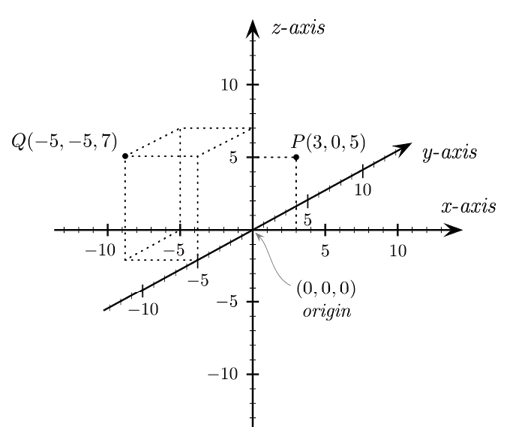 z-axis
10
Q(−5, −5, 7)
P(3, 0, 5)
5
y-axis
10
x-axis
5
−10
−5
5
10
−5
−10
(0, 0, 0)
origin
−5
−10